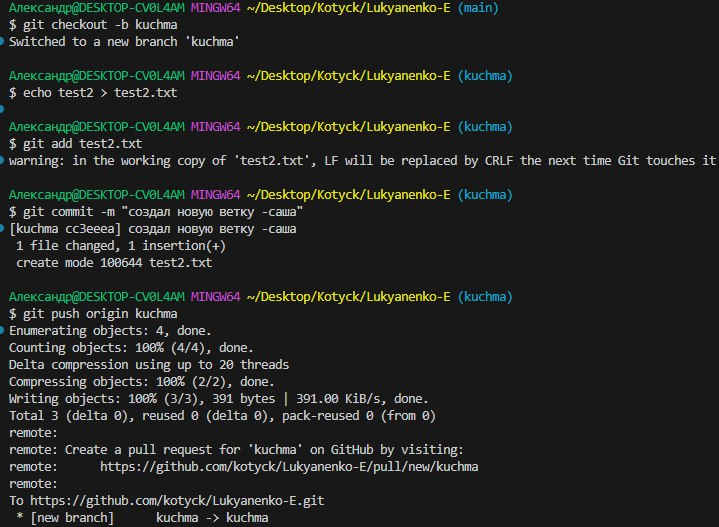 Александр@DESKTOP-CV0L4AM MINGW64 ~/Desktop/Kotyck/Lukyanenko-E (main)
$ git checkout -b kuchma
Switched to a new branch 'kuchma'
Александр@DESKTOP-CV0L4AM MINGW64 ~/Desktop/Kotyck/Lukyanenko-E (kuchma)
$ echo test2 > test2.txt
Александр@DESKTOP-CV0L4AM MINGW64 ~/Desktop/Kotyck/Lukyanenko-E (kuchma)
$ git add test2.txt
warning: in the working copy of 'test2.txt', LF will be replaced by CRLF the next time Git touches it
Александр@DESKTOP-CV0L4AM MINGW64 ~/Desktop/Kotyck/Lukyanenko-E (kuchma)
$ git commit -m "создал новую ветку -саша"
[kuchma cc3eeea] создал новую ветку -саша
 1 file changed, 1 insertion(+)
 create mode 100644 test2.txt
Александр@DESKTOP-CV0L4AM MINGW64 ~/Desktop/Kotyck/Lukyanenko-E (kuchma)
$ git push origin kuchma
Enumerating objects: 4, done.
Counting objects: 100% (4/4), done.
Delta compression using up to 20 threads
Compressing objects: 100% (2/2), done.
Writing objects: 100% (3/3), 391 bytes | 391.00 KiB/s, done.
Total 3 (delta 0), reused 0 (delta 0), pack-reused 0 (from 0)
remote:
remote: Create a pull request for 'kuchma' on GitHub by visiting:
remote:      https://github.com/kotyck/Lukyanenko-E/pull/new/kuchma
remote:
To https://github.com/kotyck/Lukyanenko-E.git
 * [new branch]      kuchma -> kuchma